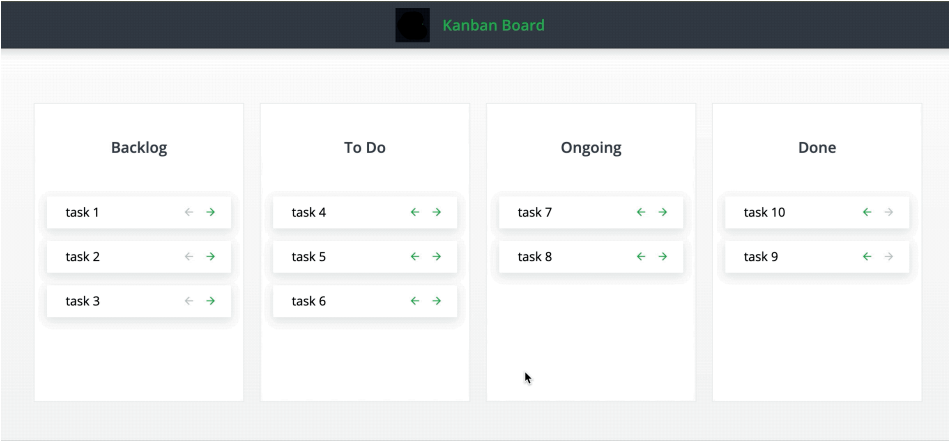 Kanban Board
Backlog
task 1
task 2
task 3
To Do
task 4
task 5
task 6
Ongoing
task 7
task 8
Done
task 10
task 9